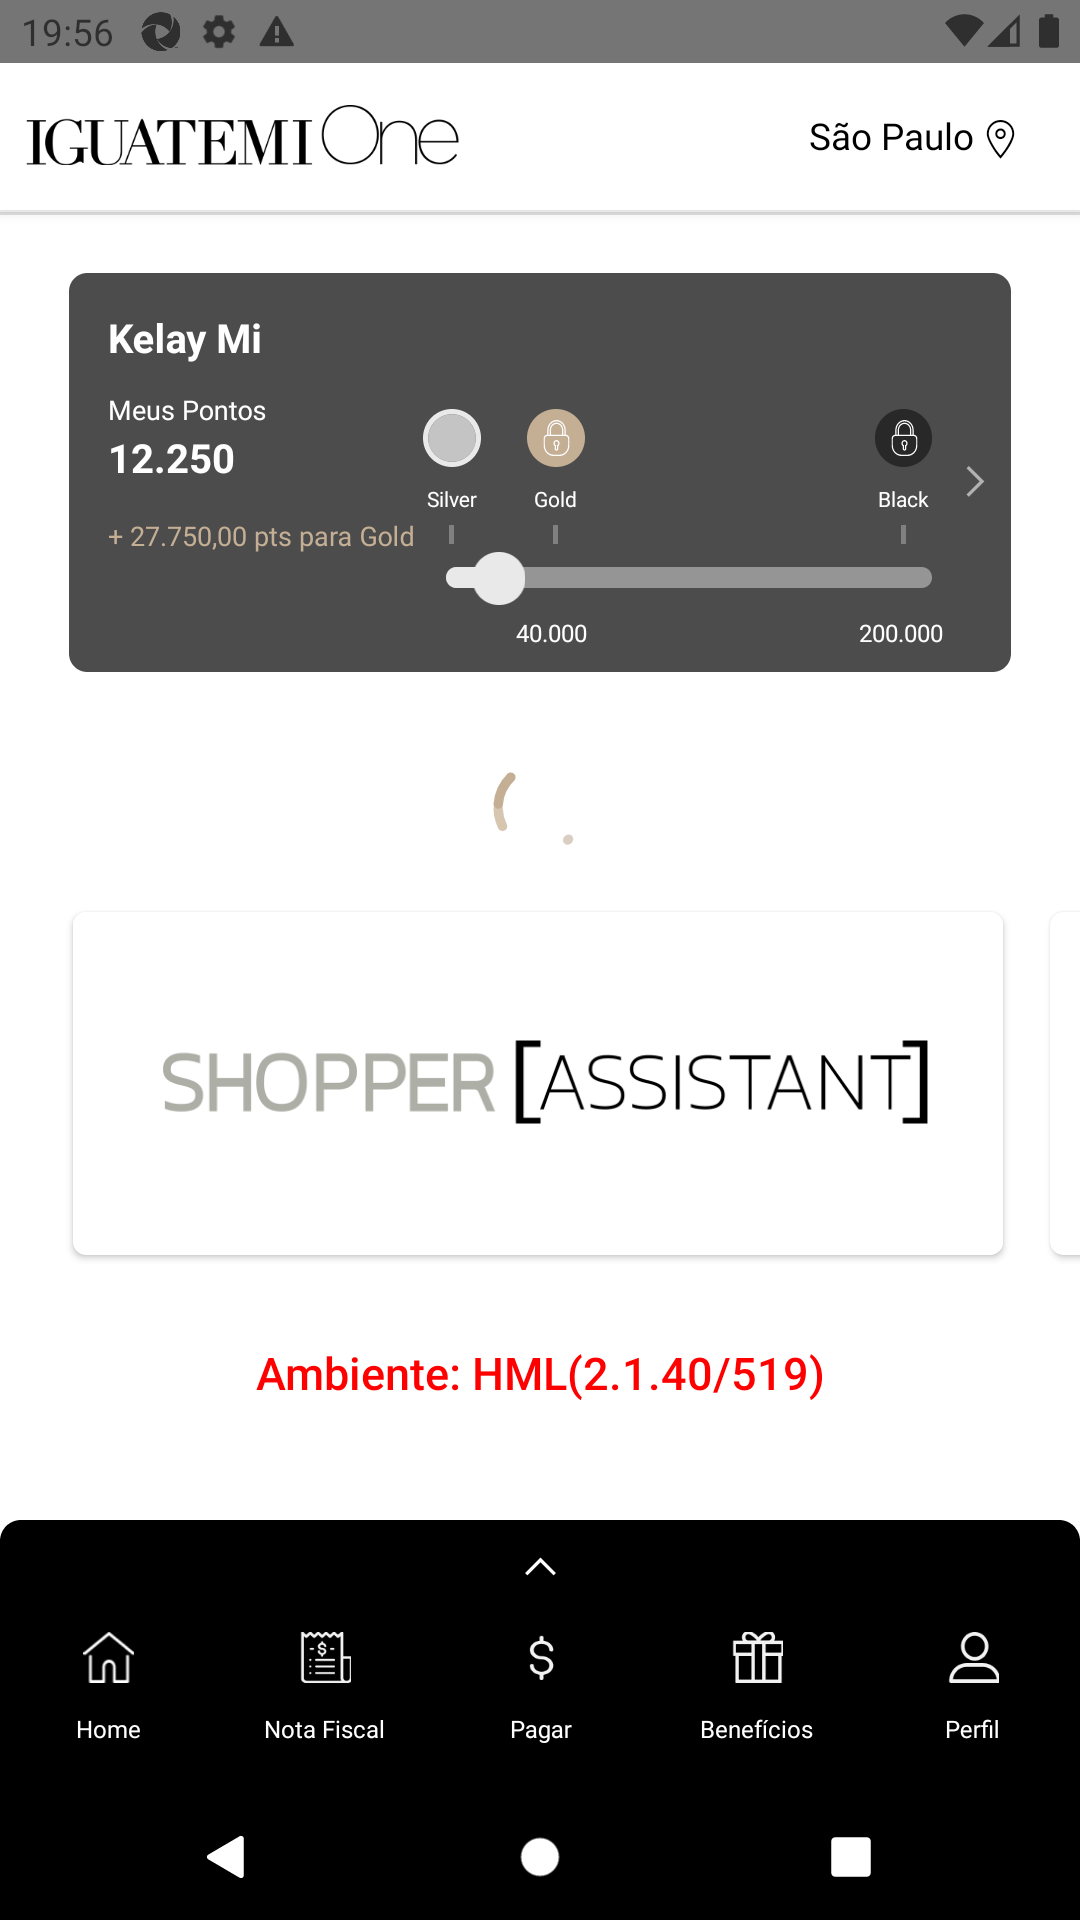 19:56
IGUATEMI One
São Paulo
Kelay Mi
Meus Pontos
12.250
+ 27.750,00 pts para Gold
Silver
Gold
Black
40.000
200.000
SHOPPER [ASSISTANT]
Ambiente: HML(2.1.40/519)
Home
Nota Fiscal
Pagar
Benefícios
Perfil